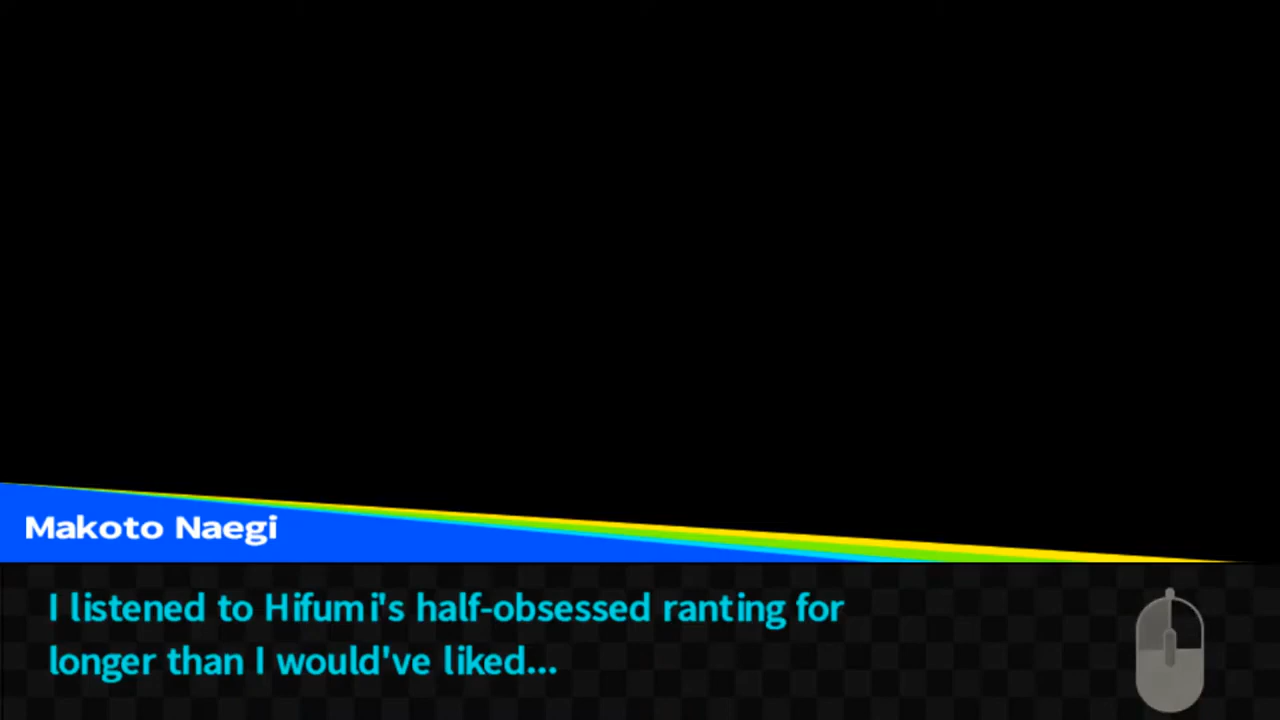 Makoto Naegi
I listened to Hifumi's half-obsessed ranting for
longer than I would've liked...